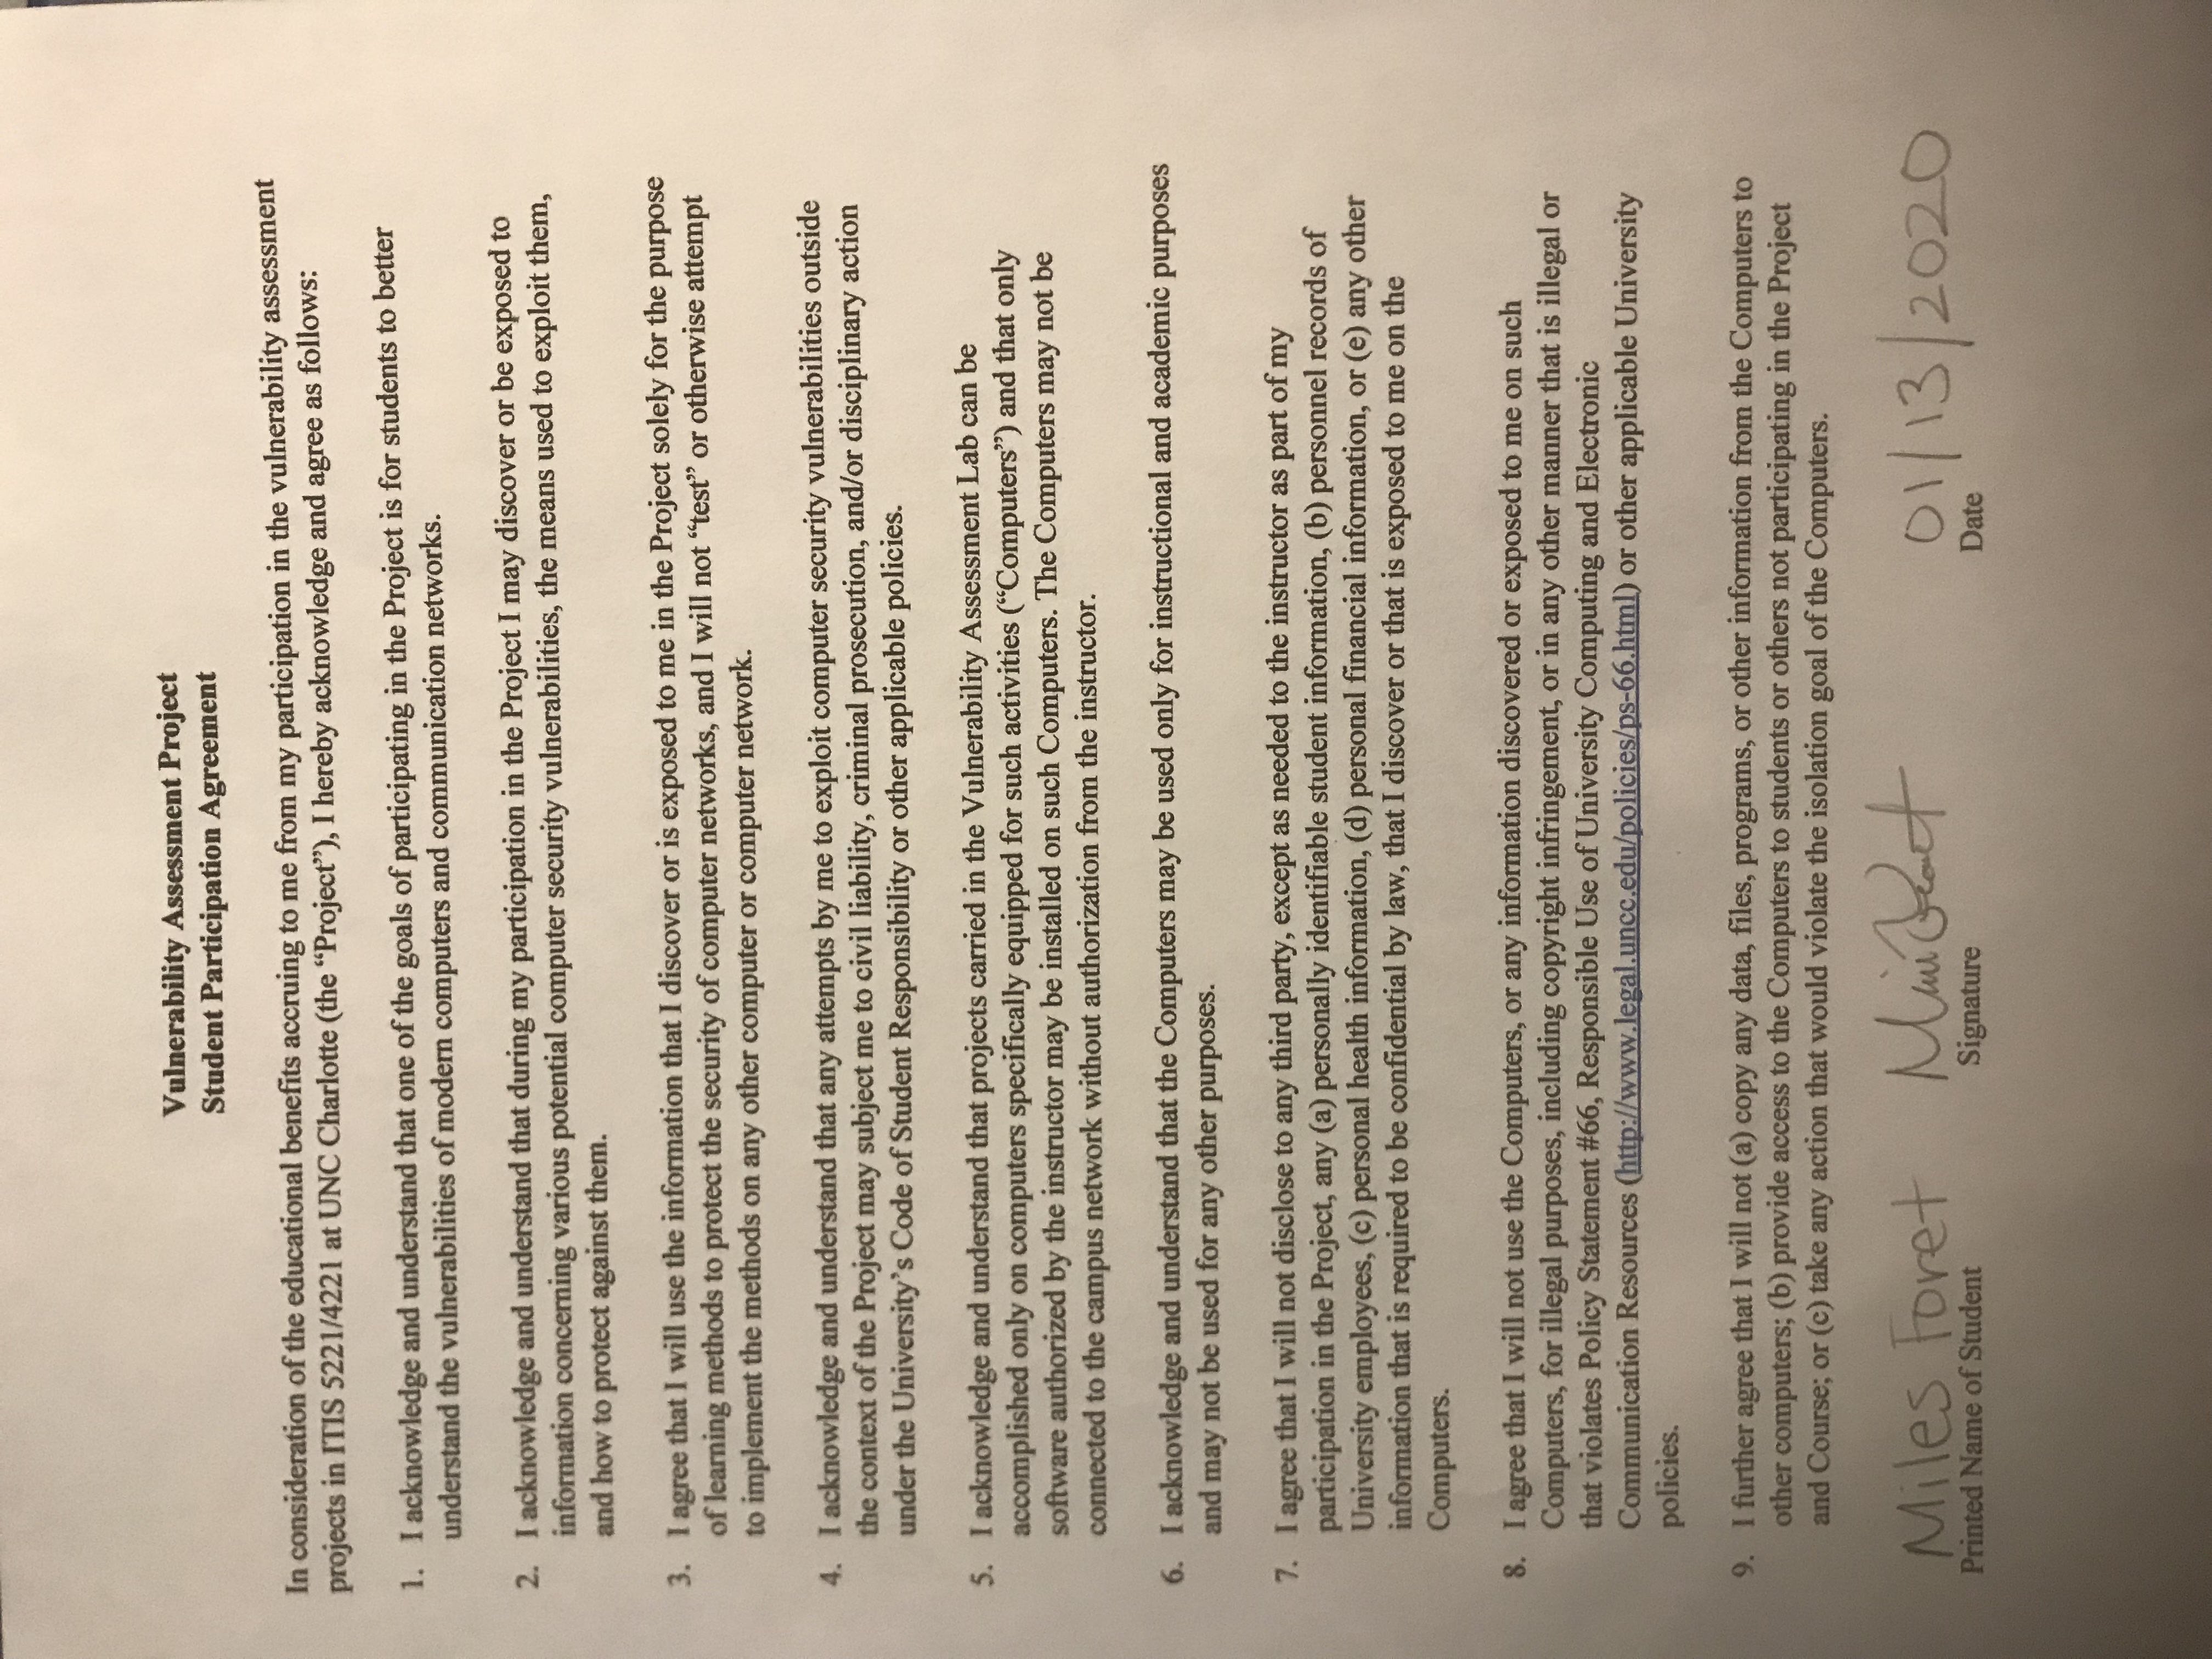 Vulnerability Assessment Project
Student Participation Agreement
In consideration of the educational benefits accruing to me from my participation in the vulnerability assessment
projects in ITIS 5221/4221 at UNC Charlotte (the “Project”), I hereby acknowledge and agree as follows:
1. I acknowledge and understand that one of the goals of participating in the Project is for students to better
understand the vulnerabilities of modern computers and communication networks.
2. I acknowledge and understand that during my participation in the Project I may discover or be exposed to
information concerning various potential computer security vulnerabilities, the means used to exploit them,
and how to protect against them.
3. I agree that I will use the information that I discover or is exposed to me in the Project solely for the purpose
of learning methods to protect the security of computer networks, and I will not “test” or otherwise attempt
to implement the methods on any other computer or computer network.
4. I acknowledge and understand that any attempts by me to exploit computer security vulnerabilities outside
the context of the Project may subject me to civil liability, criminal prosecution, and/or disciplinary action
under the University’s Code of Student Responsibility or other applicable policies.
5. I acknowledge and understand that projects carried in the Vulnerability Assessment Lab can be
accomplished only on computers specifically equipped for such activities (“Computers”) and that only
software authorized by the instructor may be installed on such Computers. The Computers may not be
connected to the campus network without authorization from the instructor.
6. I acknowledge and understand that the Computers may be used only for instructional and academic purposes
and may not be used for any other purposes.
7. I agree that I will not disclose to any third party, except as needed to the instructor as part of my
participation in the Project, any (a) personally identifiable student information, (b) personnel records of
University employees, (c) personal health information, (d) personal financial information, or (e) any other
information that is required to be confidential by law, that I discover or that is exposed to me on the
Computers.
8. I agree that I will not use the Computers, or any information discovered or exposed to me on such
Computers, for illegal purposes, including copyright infringement, or in any other manner that is illegal or
that violates Policy Statement #66, Responsible Use of University Computing and Electronic
Communication Resources (http://www.legal.uncc.edu/policies/ps-66.html) or other applicable University
policies.
9. I further agree that I will not (a) copy any data, files, programs, or other information from the Computers to
other computers; (b) provide access to the Computers to students or others not participating in the Project
and Course; or (c) take any action that would violate the isolation goal of the Computers.
Miles Foret 01/13/2020
Printed Name of Student Signature Date